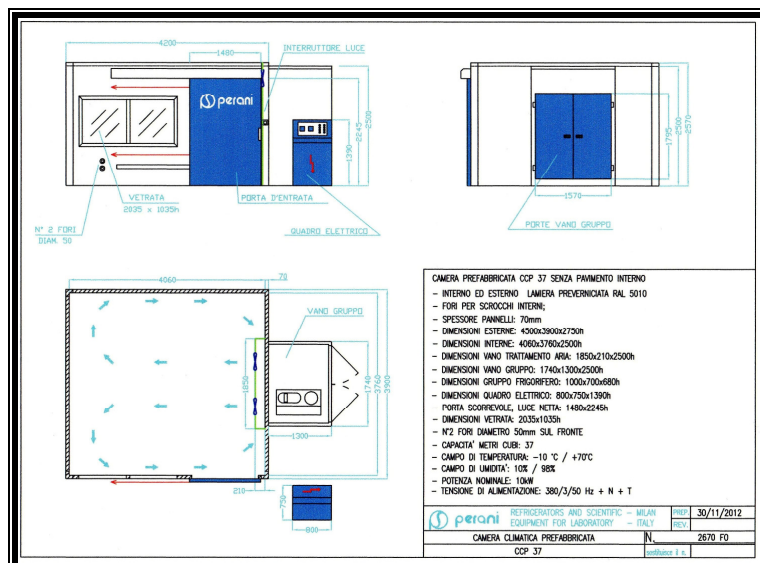 4200
1480
INTERRUTTORE LUCE
perani
1390
2245
2500
VETRATA
2035 x 1035h
PORTA D'ENTRATA
N° 2 FORI
DIAM. 50
QUADRO ELETTRICO
1795
2500
2570
1570
PORTE VANO GRUPPO
4060
70
VANO GRUPPO
1850
1740
3760
3900
1300
210
750
800
CAMERA PREFABBRICATA CCP 37 SENZA PAVIMENTO INTERNO
- INTERNO ED ESTERNO LAMIERA PREVERNICIATA RAL 5010
- FORI PER SCROCCHI INTERNI;
- SPESSORE PANNELLI: 70mm
- DIMENSIONI ESTERNE: 4500x3900x2750h
- DIMENSIONI INTERNE: 4060x3760x2500h
- DIMENSIONI VANO TRATTAMENTO ARIA: 1850x210x2500h
- DIMENSIONI VANO GRUPPO: 1740x1300x2500h
- DIMENSIONI GRUPPO FRIGORIFERO: 1000x700x680h
- DIMENSIONI QUADRO ELETTRICO: 800x750x1390h
PORTA SCORREVOLE, LUCE NETTA: 1480x2245h
- DIMENSIONI VETRATA: 2035x1035h
- N°2 FORI DIAMETRO 50mm SUL FRONTE
- CAPACITA' METRI CUBI: 37
- CAMPO DI TEMPERATURA: -10 °C / +70°C
- CAMPO DI UMIDITA': 10% / 98%
- POTENZA NOMINALE: 10kW
- TENSIONE DI ALIMENTAZIONE: 380/3/50 Hz + N + T
perani
REFRIGERATORS AND SCIENTIFIC - MILAN
EQUIPMENT FOR LABORATORY - ITALY
PREP. 30/11/2012
REV.
CAMERA CLIMATICA PREFABBRICATA
N. 2670 F0
CCP 37
sostituisce il n.